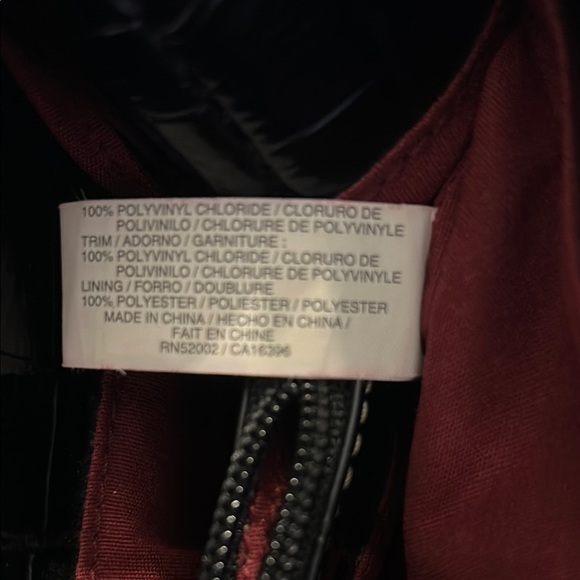 100% POLYVINYL CHLORIDE / CLORURO DE
POLIVINILO / CHLORURE DE POLYVINYLE
TRIM / ADORNO / GARNITURE :
100% POLYVINYL CHLORIDE / CLORURO DE
POLIVINILO / CHLORURE DE POLYVINYLE
LINING / FORRO / DOUBLURE
100% POLYESTER / POLIESTER / POLYESTER
MADE IN CHINA / HECHO EN CHINA /
FAIT EN CHINE
RN52002 / CA16396